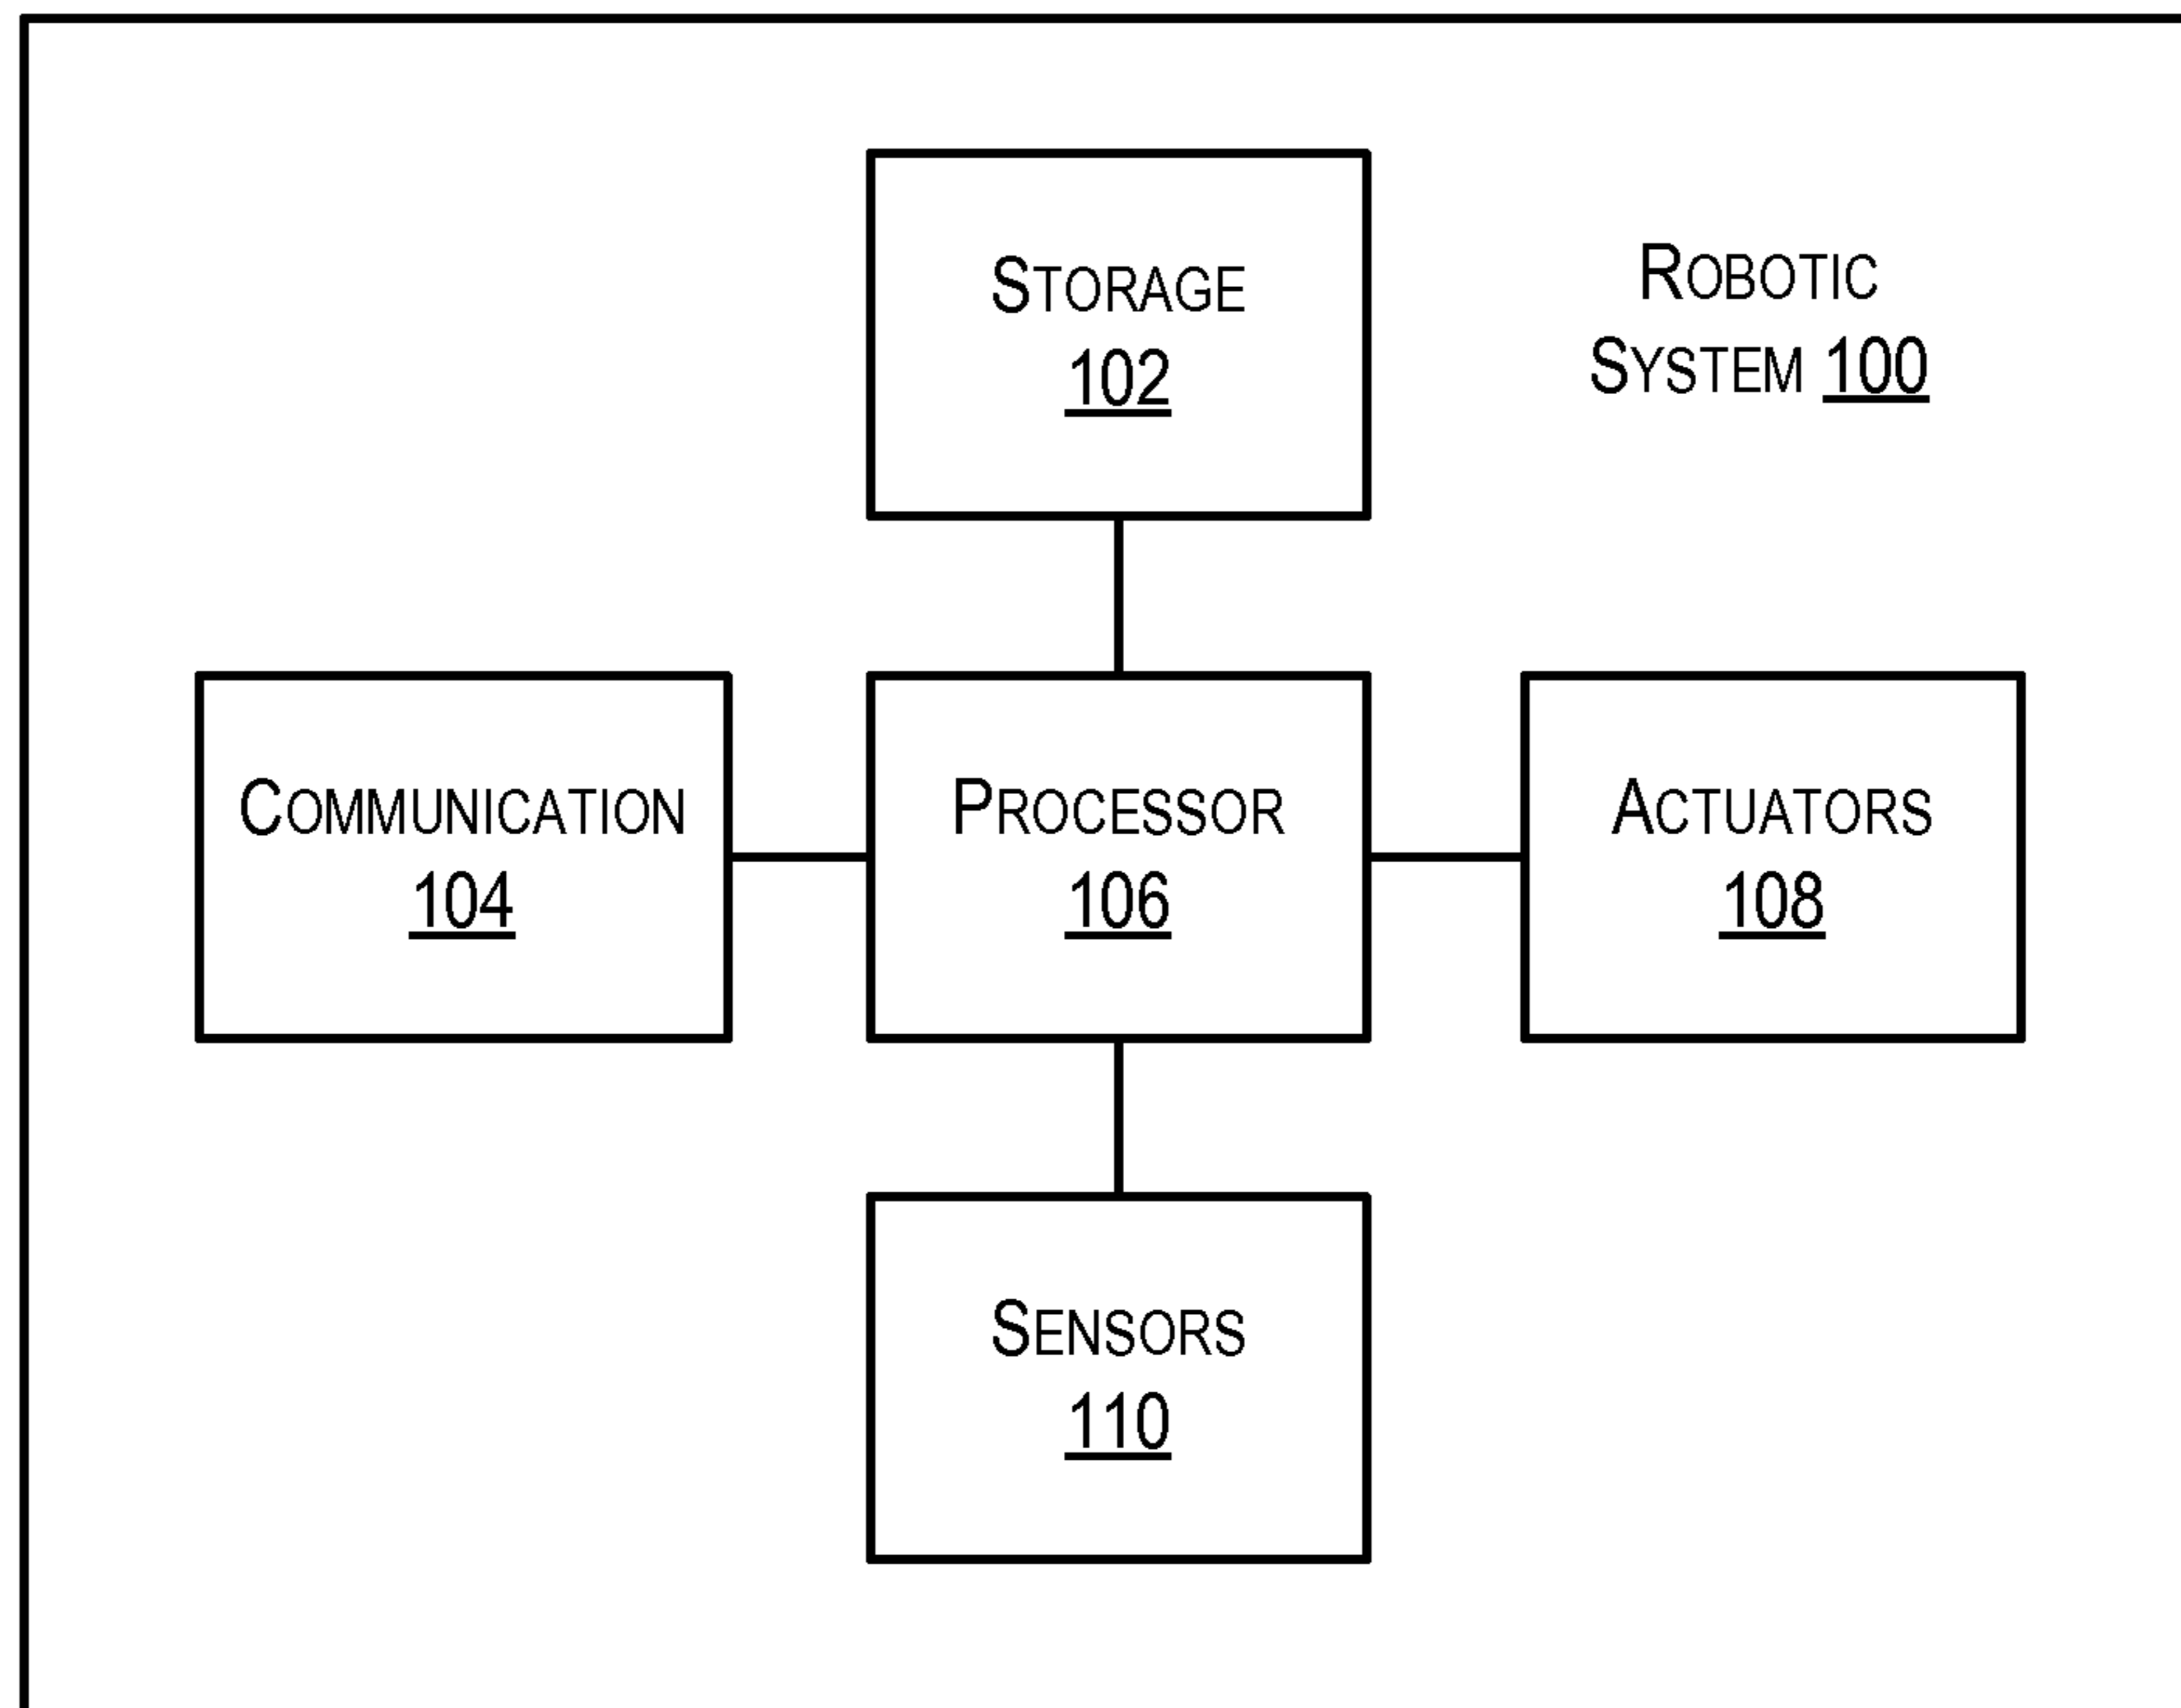 STORAGE
102
ROBOTIC
SYSTEM 100
COMMUNICATION
104
PROCESSOR
106
ACTUATORS
108
SENSORS
110